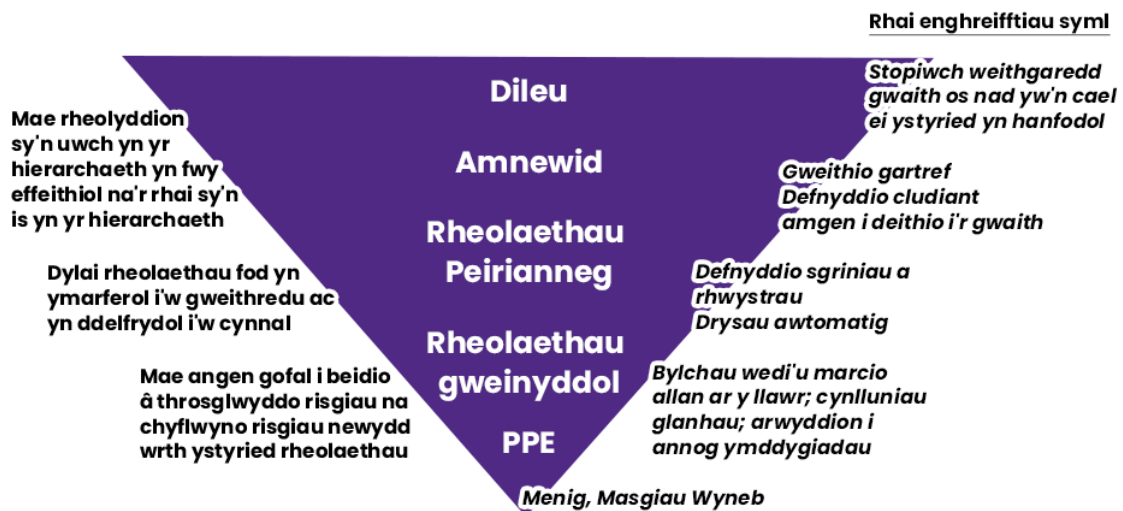 Rhai enghreifftiau syml
Dileu
Stopiwch weithgaredd
gwaith os nad yw'n cael
ei ystyried yn hanfodol
Mae rheolyddion
sy'n uwch yn yr
hierarchaeth yn fwy
effeithiol na'r rhai sy'n
is yn yr hierarchaeth
Amnewid
Gweithio gartref
Defnyddio cludiant
amgen i deithio i'r gwaith
Rheolaethau
Peirianneg
Dylai rheolaethau fod yn
ymarferol i'w gweithredu ac
yn ddelfrydol i'w cynnal
Defnyddio sgriniau a
rhwystrau
Drysau awtomatig
Rheolaethau
gweinyddol
Mae angen gofal i beidio
â throsglwyddo risgiau na
chyflwyno risgiau newydd
wrth ystyried rheolaethau
Bylchau wedi'u marcio
allan ar y llawr; cynlluniau
glanhau; arwyddion i
annog ymddygiadau
PPE
Menig, Masgiau Wyneb